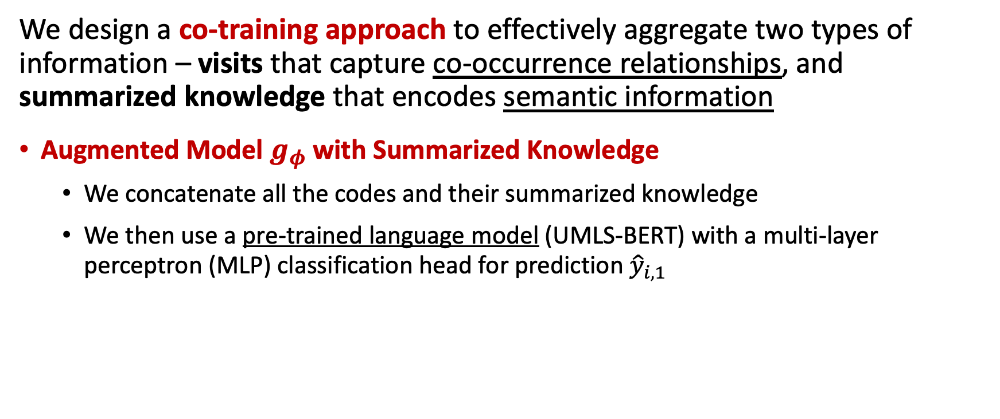 We design a co-training approach to effectively aggregate two types of
information – visits that capture co-occurrence relationships, and
summarized knowledge that encodes semantic information
• Augmented Model g_ϕ with Summarized Knowledge
• We concatenate all the codes and their summarized knowledge
• We then use a pre-trained language model (UMLS-BERT) with a multi-layer
perceptron (MLP) classification head for prediction ŷ_{i,1}